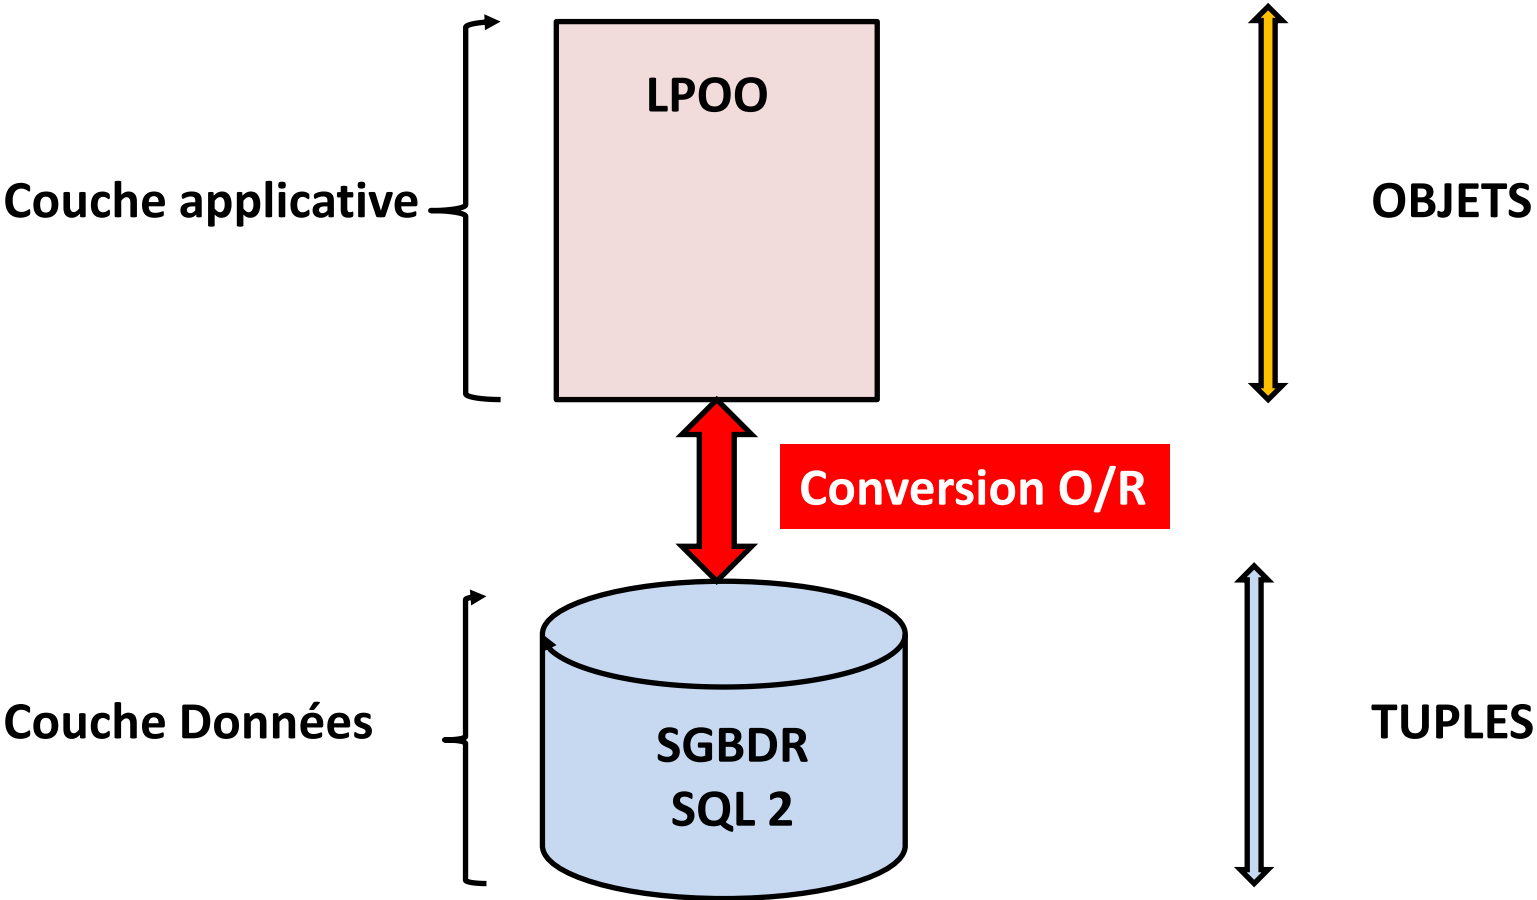 LPOO
Couche applicative
OBJETS
Conversion O/R
Couche Données
TUPLES
SGBDR
SQL 2